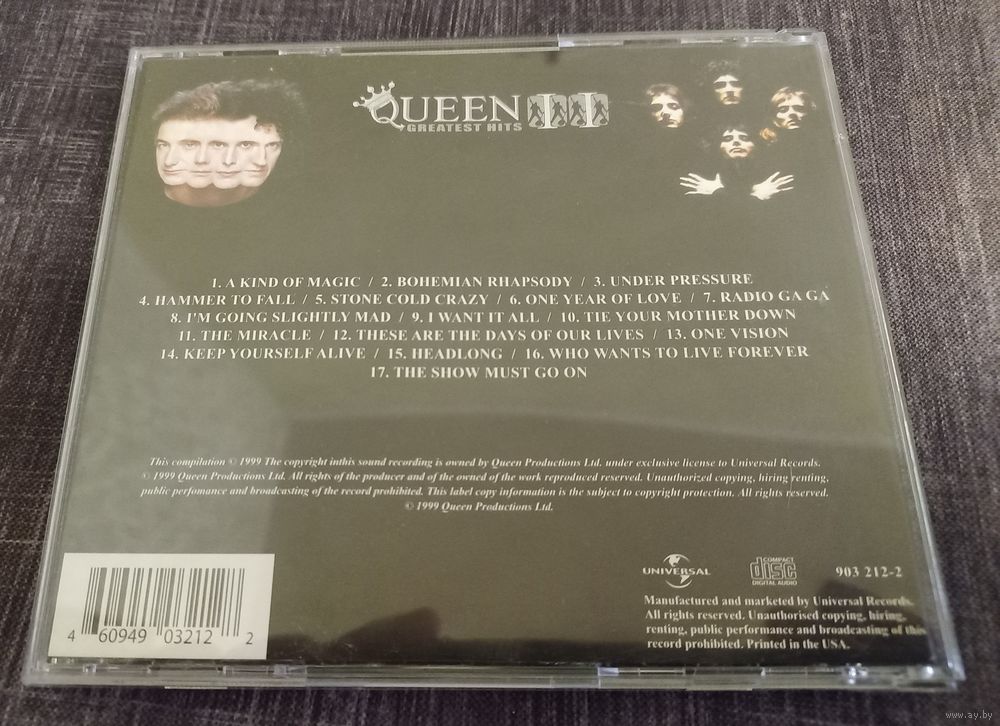 QUEEN II
GREATEST HITS
1. A KIND OF MAGIC / 2. BOHEMIAN RHAPSODY / 3. UNDER PRESSURE
4. HAMMER TO FALL / 5. STONE COLD CRAZY / 6. ONE YEAR OF LOVE / 7. RADIO GA GA
8. I'M GOING SLIGHTLY MAD / 9. I WANT IT ALL / 10. TIE YOUR MOTHER DOWN
11. THE MIRACLE / 12. THESE ARE THE DAYS OF OUR LIVES / 13. ONE VISION
14. KEEP YOURSELF ALIVE / 15. HEADLONG / 16. WHO WANTS TO LIVE FOREVER
17. THE SHOW MUST GO ON
This compilation © 1999 The copyright inthis sound recording is owned by Queen Productions Ltd. under exclusive license to Universal Records.
© 1999 Queen Productions Ltd. All rights of the producer and of the owned of the work reproduced reserved. Unauthorized copying, hiring renting,
public perfomance and broadcasting of the record prohibited. This label copy information is the subject to copyright protection. All rights reserved.
© 1999 Queen Productions Ltd.
UNIVERSAL
COMPACT
disc
DIGITAL AUDIO
903 212-2
Manufactured and marketed by Universal Records.
All rights reserved. Unauthorised copying, hiring,
renting, public performance and broadcasting of this
record prohibited. Printed in the USA.
4 60949 03212 2
www.ay.by